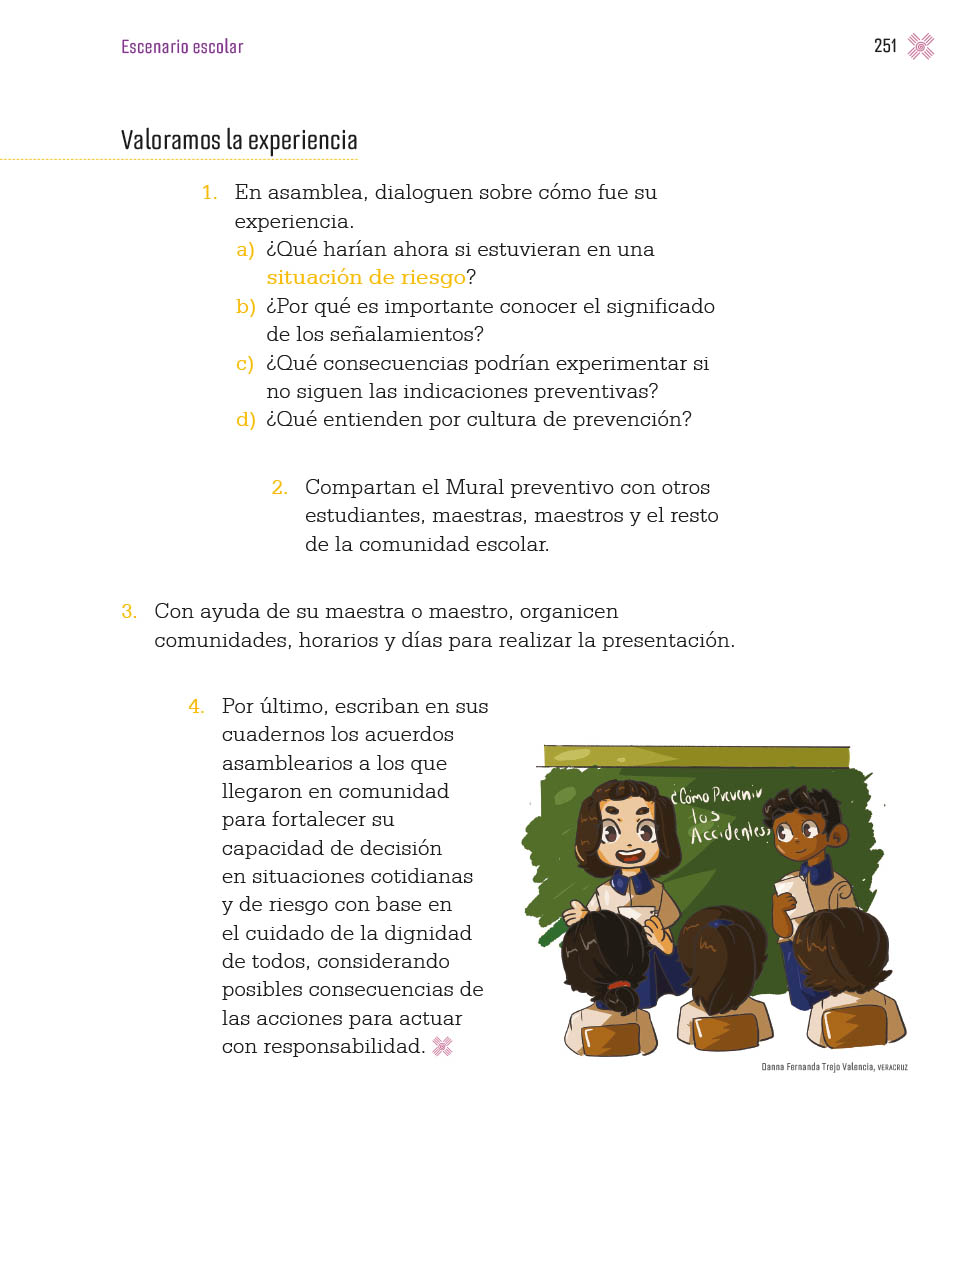 Escenario escolar
251
Valoramos la experiencia
1. En asamblea, dialoguen sobre cómo fue su
experiencia.
a) ¿Qué harían ahora si estuvieran en una
situación de riesgo?
b) ¿Por qué es importante conocer el significado
de los señalamientos?
c) ¿Qué consecuencias podrían experimentar si
no siguen las indicaciones preventivas?
d) ¿Qué entienden por cultura de prevención?
2. Compartan el Mural preventivo con otros
estudiantes, maestras, maestros y el resto
de la comunidad escolar.
3. Con ayuda de su maestra o maestro, organicen
comunidades, horarios y días para realizar la presentación.
4. Por último, escriban en sus
cuadernos los acuerdos
asamblearios a los que
llegaron en comunidad
para fortalecer su
capacidad de decisión
en situaciones cotidianas
y de riesgo con base en
el cuidado de la dignidad
de todos, considerando
posibles consecuencias de
las acciones para actuar
con responsabilidad.
¿Cómo Prevenir
los
Accidentes?
Danna Fernanda Trejo Valencia, VERACRUZ